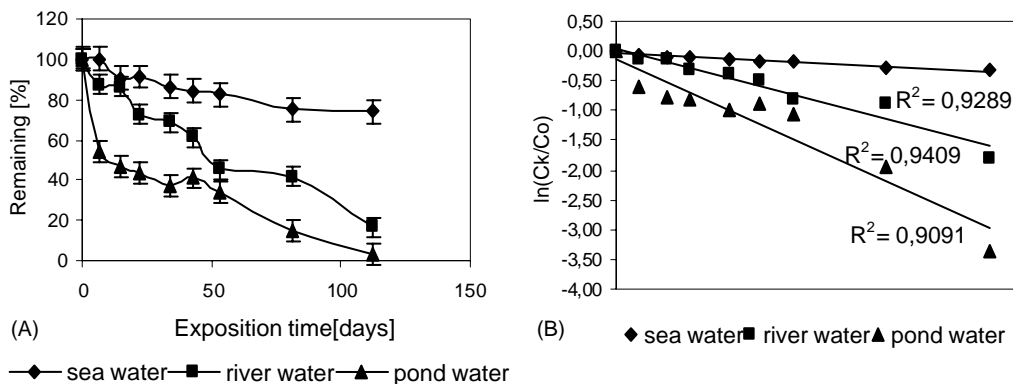 120
100
80
60
40
20
0
Remaining [%]
0
50
100
150
(A)
Exposition time[days]
sea water river water pond water
0,50
0,00
-0,50
-1,00
-1,50
-2,00
-2,50
-3,00
-3,50
-4,00
ln(Ck/Co)
R² = 0,9289
R² = 0,9409
R² = 0,9091
(B)
sea water river water pond water